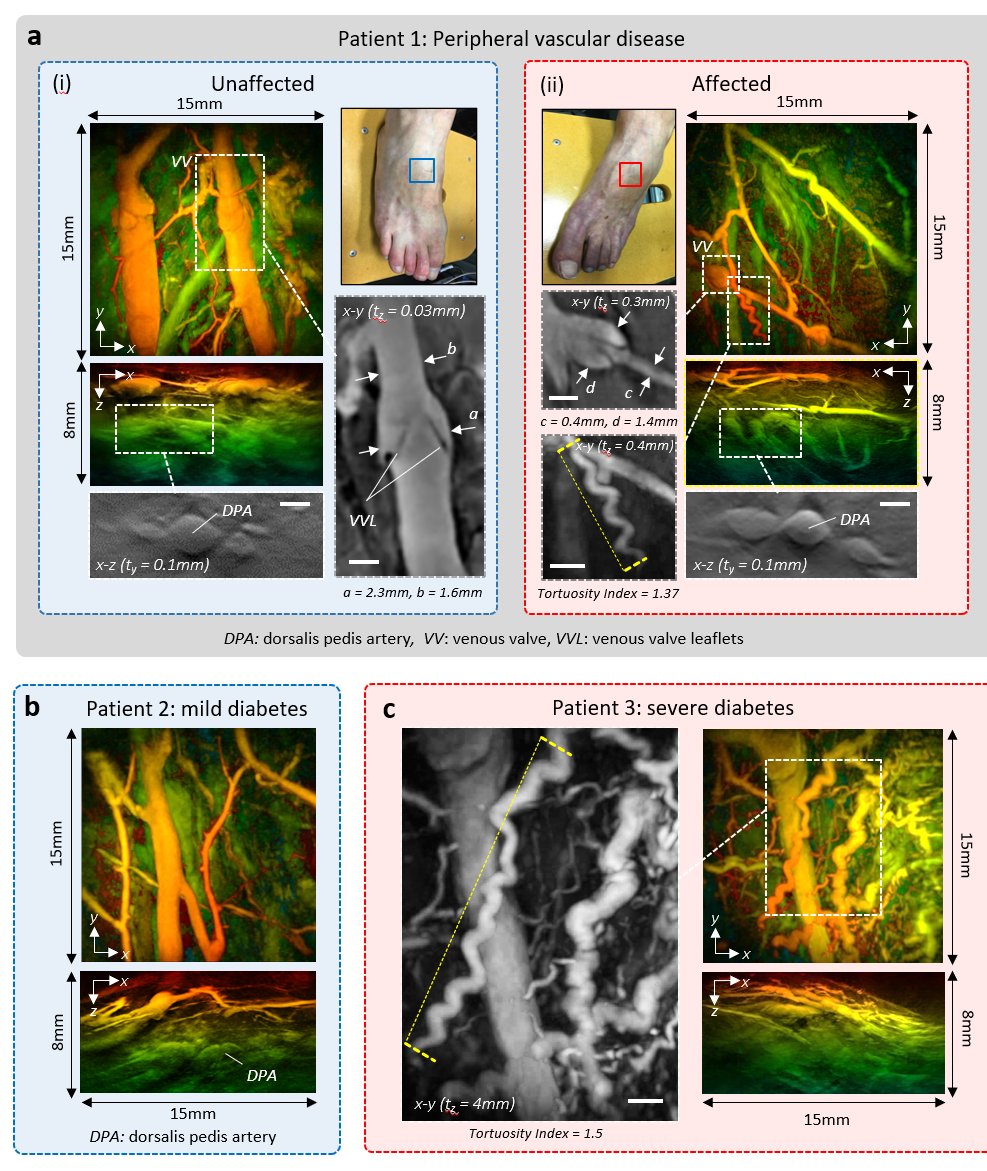 a
Patient 1: Peripheral vascular disease
(i)
Unaffected
15mm
15mm
VV
y
x
8mm
x
z
DPA
x-z (ty = 0.1mm)
x-y (tz = 0.03mm)
b
a
VVL
a = 2.3mm, b = 1.6mm
(ii)
Affected
15mm
15mm
VV
y
x
x-y (tz = 0.3mm)
d
c
c = 0.4mm, d = 1.4mm
x-y (tz = 0.4mm)
Tortuosity Index = 1.37
x
z
8mm
DPA
x-z (ty = 0.1mm)
DPA: dorsalis pedis artery, VV: venous valve, VVL: venous valve leaflets
b
Patient 2: mild diabetes
15mm
y
x
8mm
x
z
DPA
15mm
DPA: dorsalis pedis artery
c
Patient 3: severe diabetes
x-y (tz = 4mm)
Tortuosity Index = 1.5
15mm
y
x
x
z
8mm
15mm